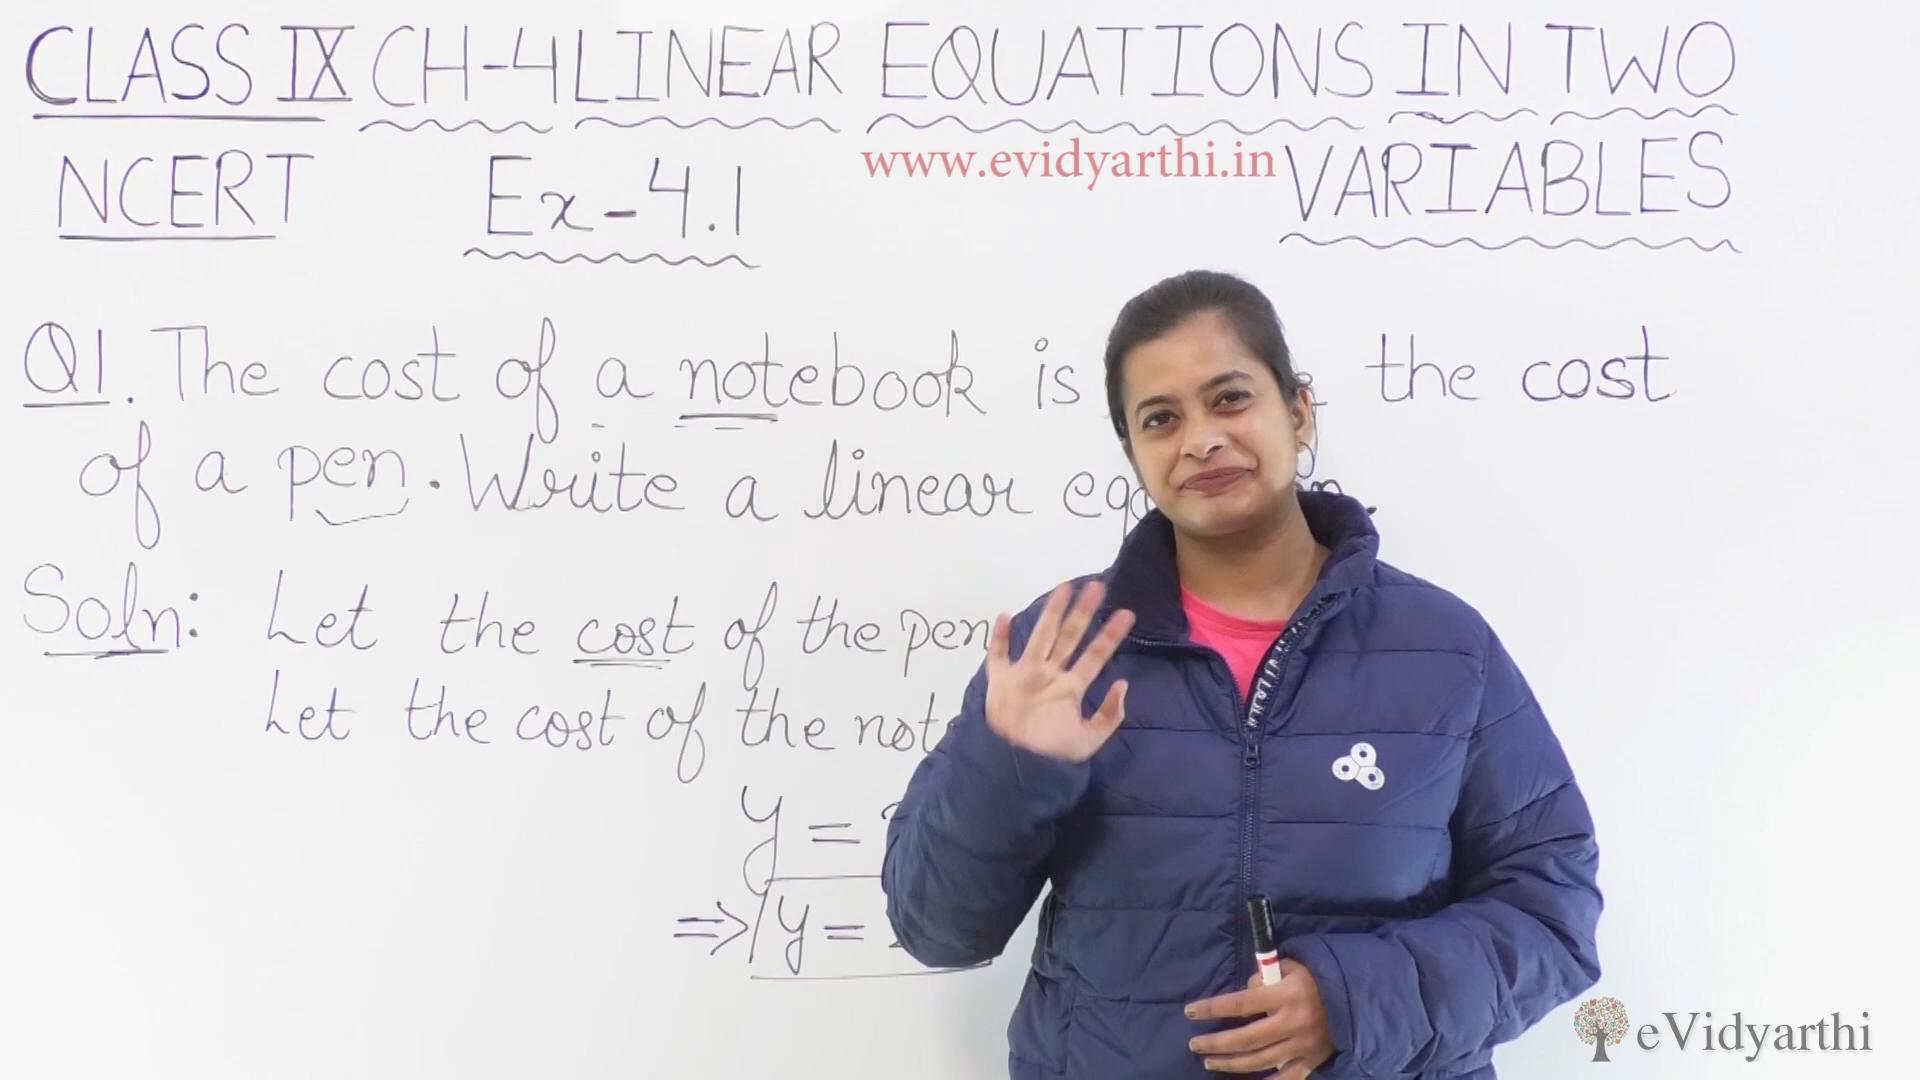 CLASS IX CH-4 LINEAR EQUATIONS IN TWO
www.evidyarthi.in
NCERT Ex-4.1 VARIABLES
Q1. The cost of a notebook is the cost
of a pen. Write a linear
Soln: Let the cost of the pen
Let the cost of the
y =
⇒ y =
eVidyarthi